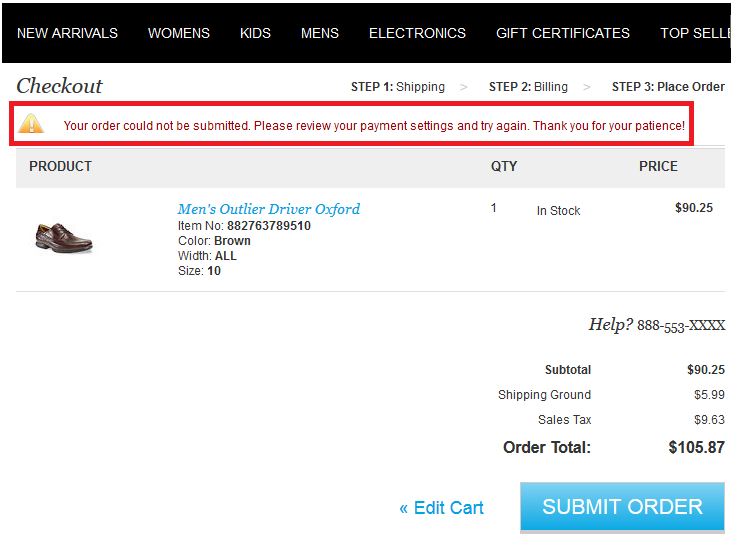 NEW ARRIVALS WOMENS KIDS MENS ELECTRONICS GIFT CERTIFICATES TOP SELLE
Checkout STEP 1: Shipping > STEP 2: Billing > STEP 3: Place Order
Your order could not be submitted. Please review your payment settings and try again. Thank you for your patience!
PRODUCT QTY PRICE
Men's Outlier Driver Oxford 1 In Stock $90.25
Item No: 882763789510
Color: Brown
Width: ALL
Size: 10
Help? 888-553-XXXX
Subtotal $90.25
Shipping Ground $5.99
Sales Tax $9.63
Order Total: $105.87
« Edit Cart SUBMIT ORDER